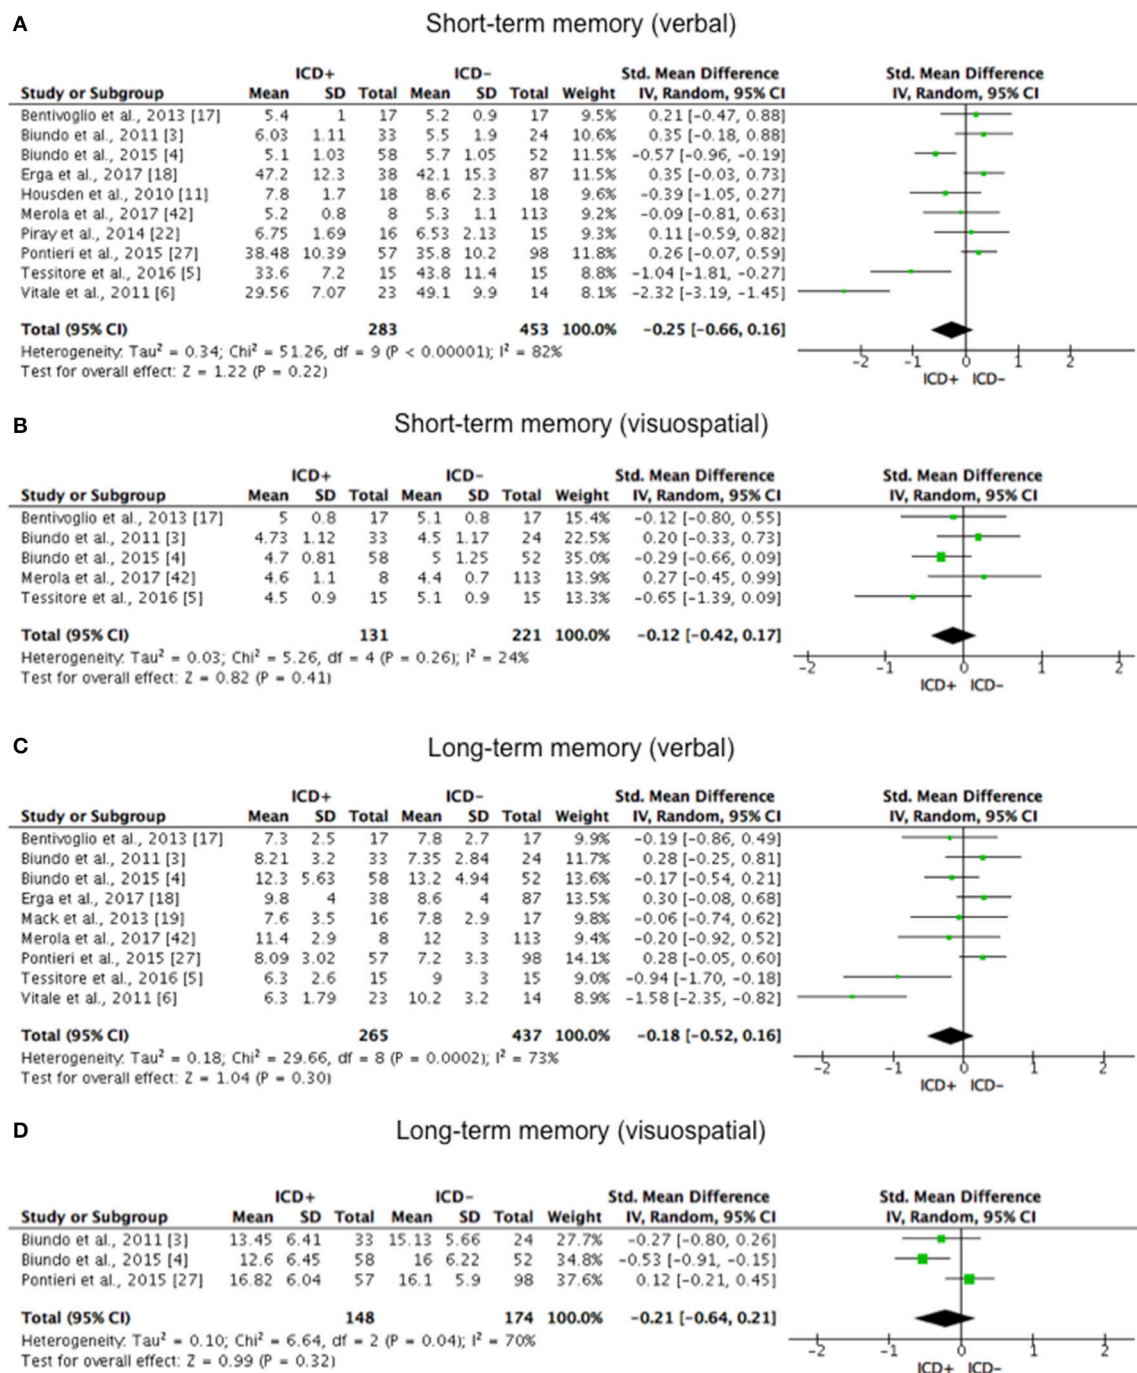 A
Short-term memory (verbal)
ICD+ ICD− Std. Mean Difference Std. Mean Difference
Study or Subgroup Mean SD Total Mean SD Total Weight IV, Random, 95% CI IV, Random, 95% CI
Bentivoglio et al., 2013 [17] 5.4 1 17 5.2 0.9 17 9.5% 0.21 [−0.47, 0.88]
Biundo et al., 2011 [3] 6.03 1.11 33 5.5 1.9 24 10.6% 0.35 [−0.18, 0.88]
Biundo et al., 2015 [4] 5.1 1.03 58 5.7 1.05 52 11.5% −0.57 [−0.96, −0.19]
Erga et al., 2017 [18] 47.2 12.3 38 42.1 15.3 87 11.5% 0.35 [−0.03, 0.73]
Housden et al., 2010 [11] 7.8 1.7 18 8.6 2.3 18 9.6% −0.39 [−1.05, 0.27]
Merola et al., 2017 [42] 5.2 0.8 8 5.3 1.1 113 9.2% −0.09 [−0.81, 0.63]
Piray et al., 2014 [22] 6.75 1.69 16 6.53 2.13 15 9.3% 0.11 [−0.59, 0.82]
Pontieri et al., 2015 [27] 38.48 10.39 57 35.8 10.2 98 11.8% 0.26 [−0.07, 0.59]
Tessitore et al., 2016 [5] 33.6 7.2 15 43.8 11.4 15 8.8% −1.04 [−1.81, −0.27]
Vitale et al., 2011 [6] 29.56 7.07 23 49.1 9.9 14 8.1% −2.32 [−3.19, −1.45]
Total (95% CI) 283 453 100.0% −0.25 [−0.66, 0.16]
Heterogeneity: Tau² = 0.34; Chi² = 51.26, df = 9 (P < 0.00001); I² = 82%
Test for overall effect: Z = 1.22 (P = 0.22)
−2 −1 0 1 2
ICD+ ICD−
B
Short-term memory (visuospatial)
ICD+ ICD− Std. Mean Difference Std. Mean Difference
Study or Subgroup Mean SD Total Mean SD Total Weight IV, Random, 95% CI IV, Random, 95% CI
Bentivoglio et al., 2013 [17] 5 0.8 17 5.1 0.8 17 15.4% −0.12 [−0.80, 0.55]
Biundo et al., 2011 [3] 4.73 1.12 33 4.5 1.17 24 22.5% 0.20 [−0.33, 0.73]
Biundo et al., 2015 [4] 4.7 0.81 58 5 1.25 52 35.0% −0.29 [−0.66, 0.09]
Merola et al., 2017 [42] 4.6 1.1 8 4.4 0.7 113 13.9% 0.27 [−0.45, 0.99]
Tessitore et al., 2016 [5] 4.5 0.9 15 5.1 0.9 15 13.3% −0.65 [−1.39, 0.09]
Total (95% CI) 131 221 100.0% −0.12 [−0.42, 0.17]
Heterogeneity: Tau² = 0.03; Chi² = 5.26, df = 4 (P = 0.26); I² = 24%
Test for overall effect: Z = 0.82 (P = 0.41)
−2 −1 0 1 2
ICD+ ICD−
C
Long-term memory (verbal)
ICD+ ICD− Std. Mean Difference Std. Mean Difference
Study or Subgroup Mean SD Total Mean SD Total Weight IV, Random, 95% CI IV, Random, 95% CI
Bentivoglio et al., 2013 [17] 7.3 2.5 17 7.8 2.7 17 9.9% −0.19 [−0.86, 0.49]
Biundo et al., 2011 [3] 8.21 3.2 33 7.35 2.84 24 11.7% 0.28 [−0.25, 0.81]
Biundo et al., 2015 [4] 12.3 5.63 58 13.2 4.94 52 13.6% −0.17 [−0.54, 0.21]
Erga et al., 2017 [18] 9.8 4 38 8.6 4 87 13.5% 0.30 [−0.08, 0.68]
Mack et al., 2013 [19] 7.6 3.5 16 7.8 2.9 17 9.8% −0.06 [−0.74, 0.62]
Merola et al., 2017 [42] 11.4 2.9 8 12 3 113 9.4% −0.20 [−0.92, 0.52]
Pontieri et al., 2015 [27] 8.09 3.02 57 7.2 3.3 98 14.1% 0.28 [−0.05, 0.60]
Tessitore et al., 2016 [5] 6.3 2.6 15 9 3 15 9.0% −0.94 [−1.70, −0.18]
Vitale et al., 2011 [6] 6.3 1.79 23 10.2 3.2 14 8.9% −1.58 [−2.35, −0.82]
Total (95% CI) 265 437 100.0% −0.18 [−0.52, 0.16]
Heterogeneity: Tau² = 0.18; Chi² = 29.66, df = 8 (P = 0.0002); I² = 73%
Test for overall effect: Z = 1.04 (P = 0.30)
−2 −1 0 1 2
ICD+ ICD−
D
Long-term memory (visuospatial)
ICD+ ICD− Std. Mean Difference Std. Mean Difference
Study or Subgroup Mean SD Total Mean SD Total Weight IV, Random, 95% CI IV, Random, 95% CI
Biundo et al., 2011 [3] 13.45 6.41 33 15.13 5.66 24 27.7% −0.27 [−0.80, 0.26]
Biundo et al., 2015 [4] 12.6 6.45 58 16 6.22 52 34.8% −0.53 [−0.91, −0.15]
Pontieri et al., 2015 [27] 16.82 6.04 57 16.1 5.9 98 37.6% 0.12 [−0.21, 0.45]
Total (95% CI) 148 174 100.0% −0.21 [−0.64, 0.21]
Heterogeneity: Tau² = 0.10; Chi² = 6.64, df = 2 (P = 0.04); I² = 70%
Test for overall effect: Z = 0.99 (P = 0.32)
−2 −1 0 1 2
ICD+ ICD−